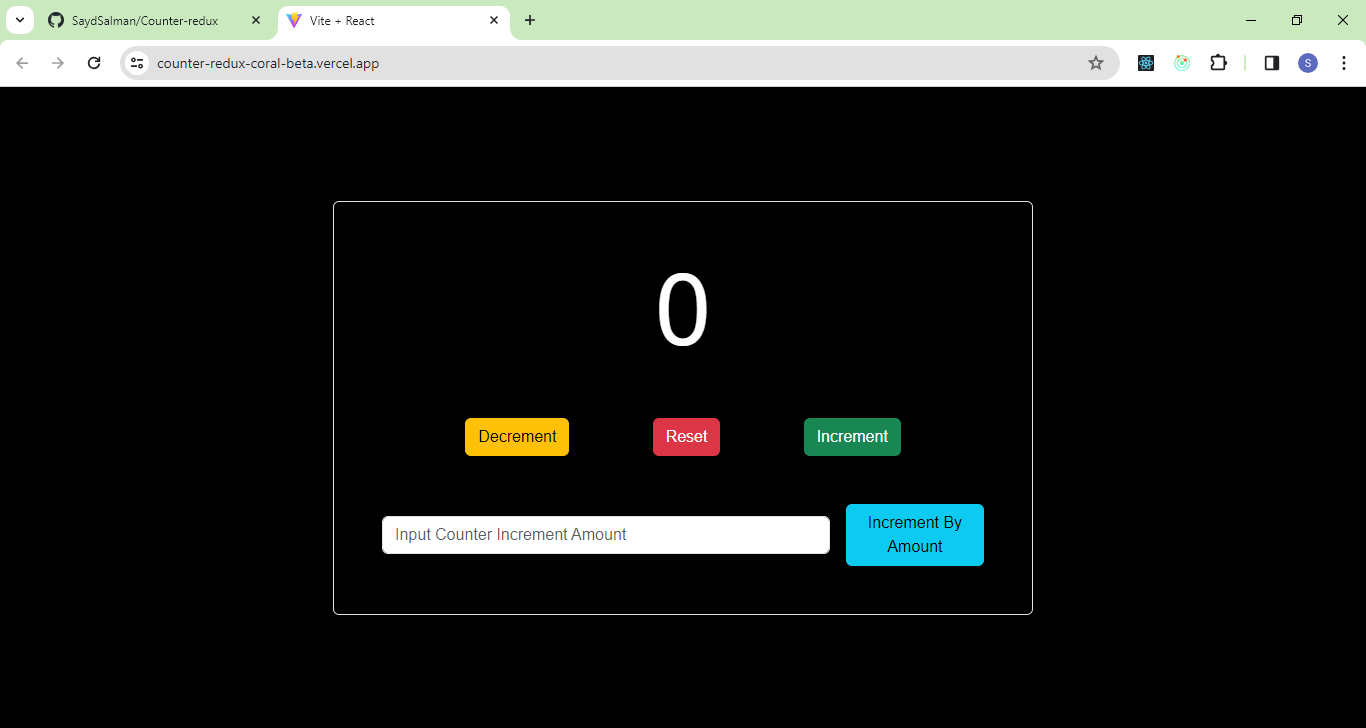 SaydSalman/Counter-redux
Vite + React
counter-redux-coral-beta.vercel.app
S
0
Decrement
Reset
Increment
Input Counter Increment Amount
Increment By
Amount